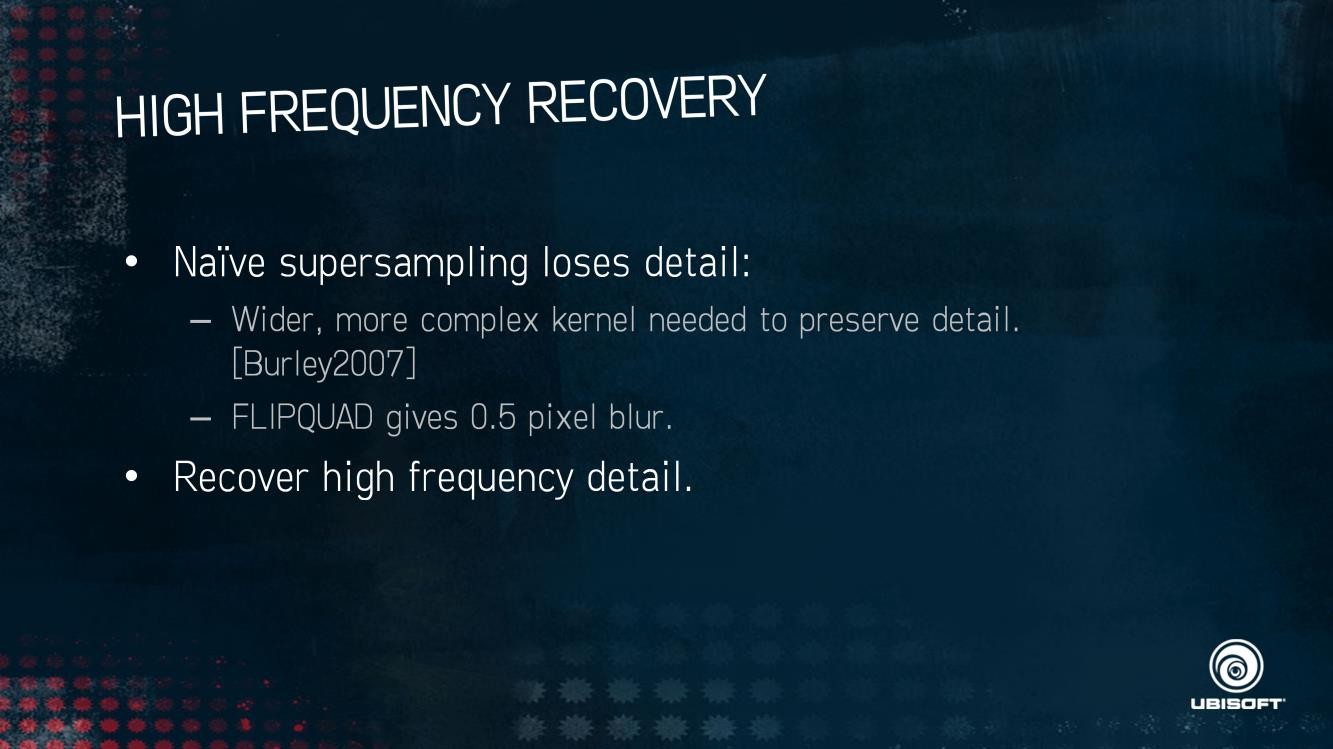 HIGH FREQUENCY RECOVERY
• Naïve supersampling loses detail:
– Wider, more complex kernel needed to preserve detail.
[Burley2007]
– FLIPQUAD gives 0.5 pixel blur.
• Recover high frequency detail.
UBISOFT